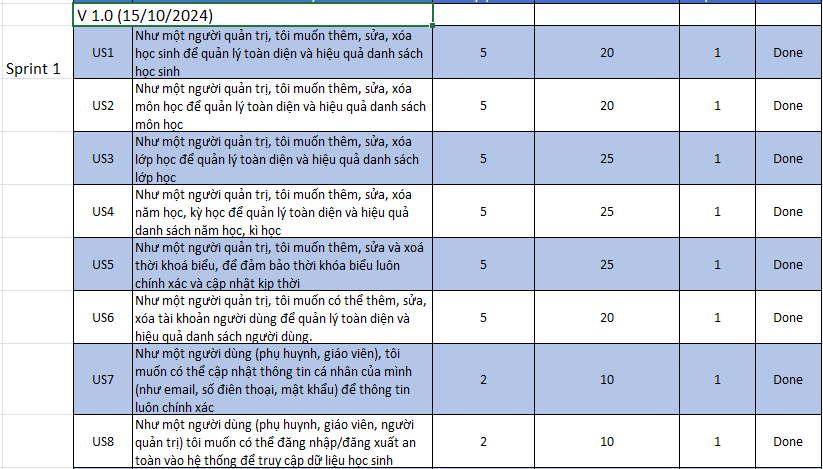 V 1.0 (15/10/2024)
Sprint 1
US1
Như một người quản trị, tôi muốn thêm, sửa, xóa
học sinh để quản lý toàn diện và hiệu quả danh sách
học sinh
5
20
1
Done
US2
Như một người quản trị, tôi muốn thêm, sửa, xóa
môn học để quản lý toàn diện và hiệu quả danh sách
môn học
5
20
1
Done
US3
Như một người quản trị, tôi muốn thêm, sửa, xóa
lớp học để quản lý toàn diện và hiệu quả danh sách
lớp học
5
25
1
Done
US4
Như một người quản trị, tôi muốn thêm, sửa, xóa
năm học, kỳ học để quản lý toàn diện và hiệu quả
danh sách năm học, kì học
5
25
1
Done
US5
Như một người quản trị, tôi muốn thêm, sửa và xoá
thời khoá biểu, để đảm bảo thời khóa biểu luôn
chính xác và cập nhật kịp thời
5
25
1
Done
US6
Như một người quản trị, tôi muốn có thể thêm, sửa,
xóa tài khoản người dùng để quản lý toàn diện và
hiệu quả danh sách người dùng.
5
20
1
Done
US7
Như một người dùng (phụ huynh, giáo viên), tôi
muốn có thể cập nhật thông tin cá nhân của mình
(như email, số điên thoại, mật khẩu) để thông tin
luôn chính xác
2
10
1
Done
US8
Như một người dùng (phụ huynh, giáo viên, người
quản trị) tôi muốn có thể đăng nhập/đăng xuất an
toàn vào hệ thống để truy cập dữ liệu học sinh
2
10
1
Done